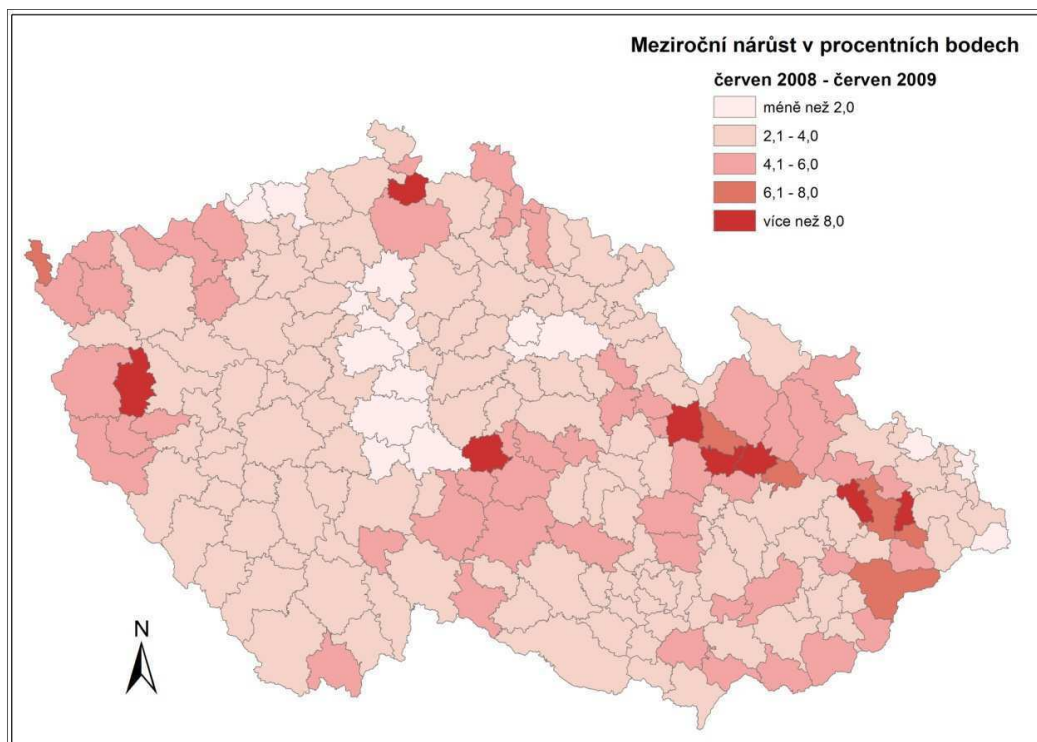 Meziroční nárůst v procentních bodech
červen 2008 - červen 2009
méně než 2,0
2,1 - 4,0
4,1 - 6,0
6,1 - 8,0
více než 8,0
N